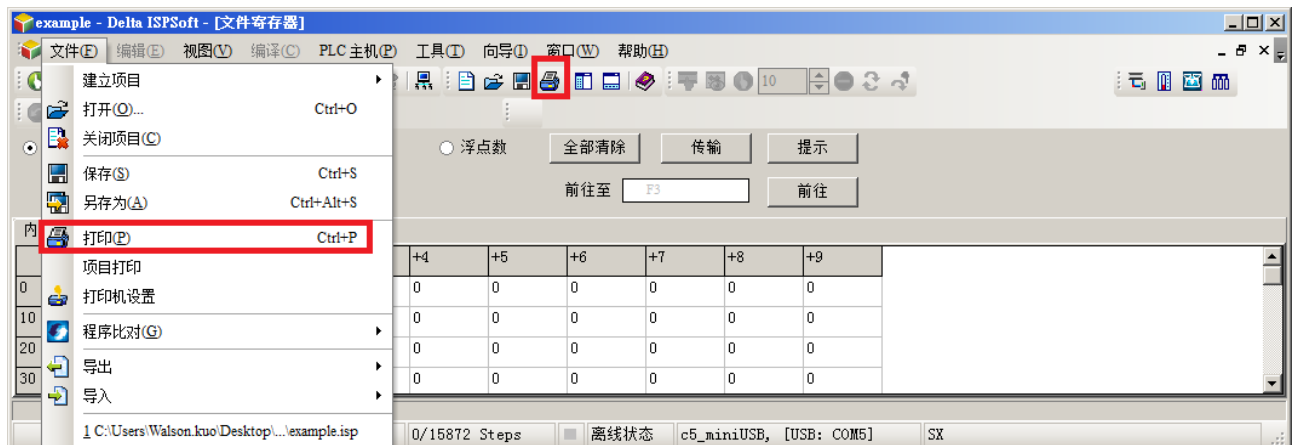 example - Delta ISPSoft - [文件寄存器]
文件(F) 编辑(E) 视图(V) 编译(C) PLC 主机(P) 工具(T) 向导(I) 窗口(W) 帮助(H)
建立项目
10
打开(O)... Ctrl+O
关闭项目(C)
浮点数 全部清除 传输 提示
保存(S) Ctrl+S
前往至 F3 前往
另存为(A) Ctrl+Alt+S
内
打印(P) Ctrl+P
+4 +5 +6 +7 +8 +9
项目打印
0 0 0 0 0 0 0
打印机设置
10 0 0 0 0 0 0
程序比对(G)
20 0 0 0 0 0 0
导出
30 0 0 0 0 0 0
导入
1 C:\Users\Walson.kuo\Desktop\...\example.isp
0/15872 Steps 离线状态 c5_miniUSB, [USB: COM5] SX